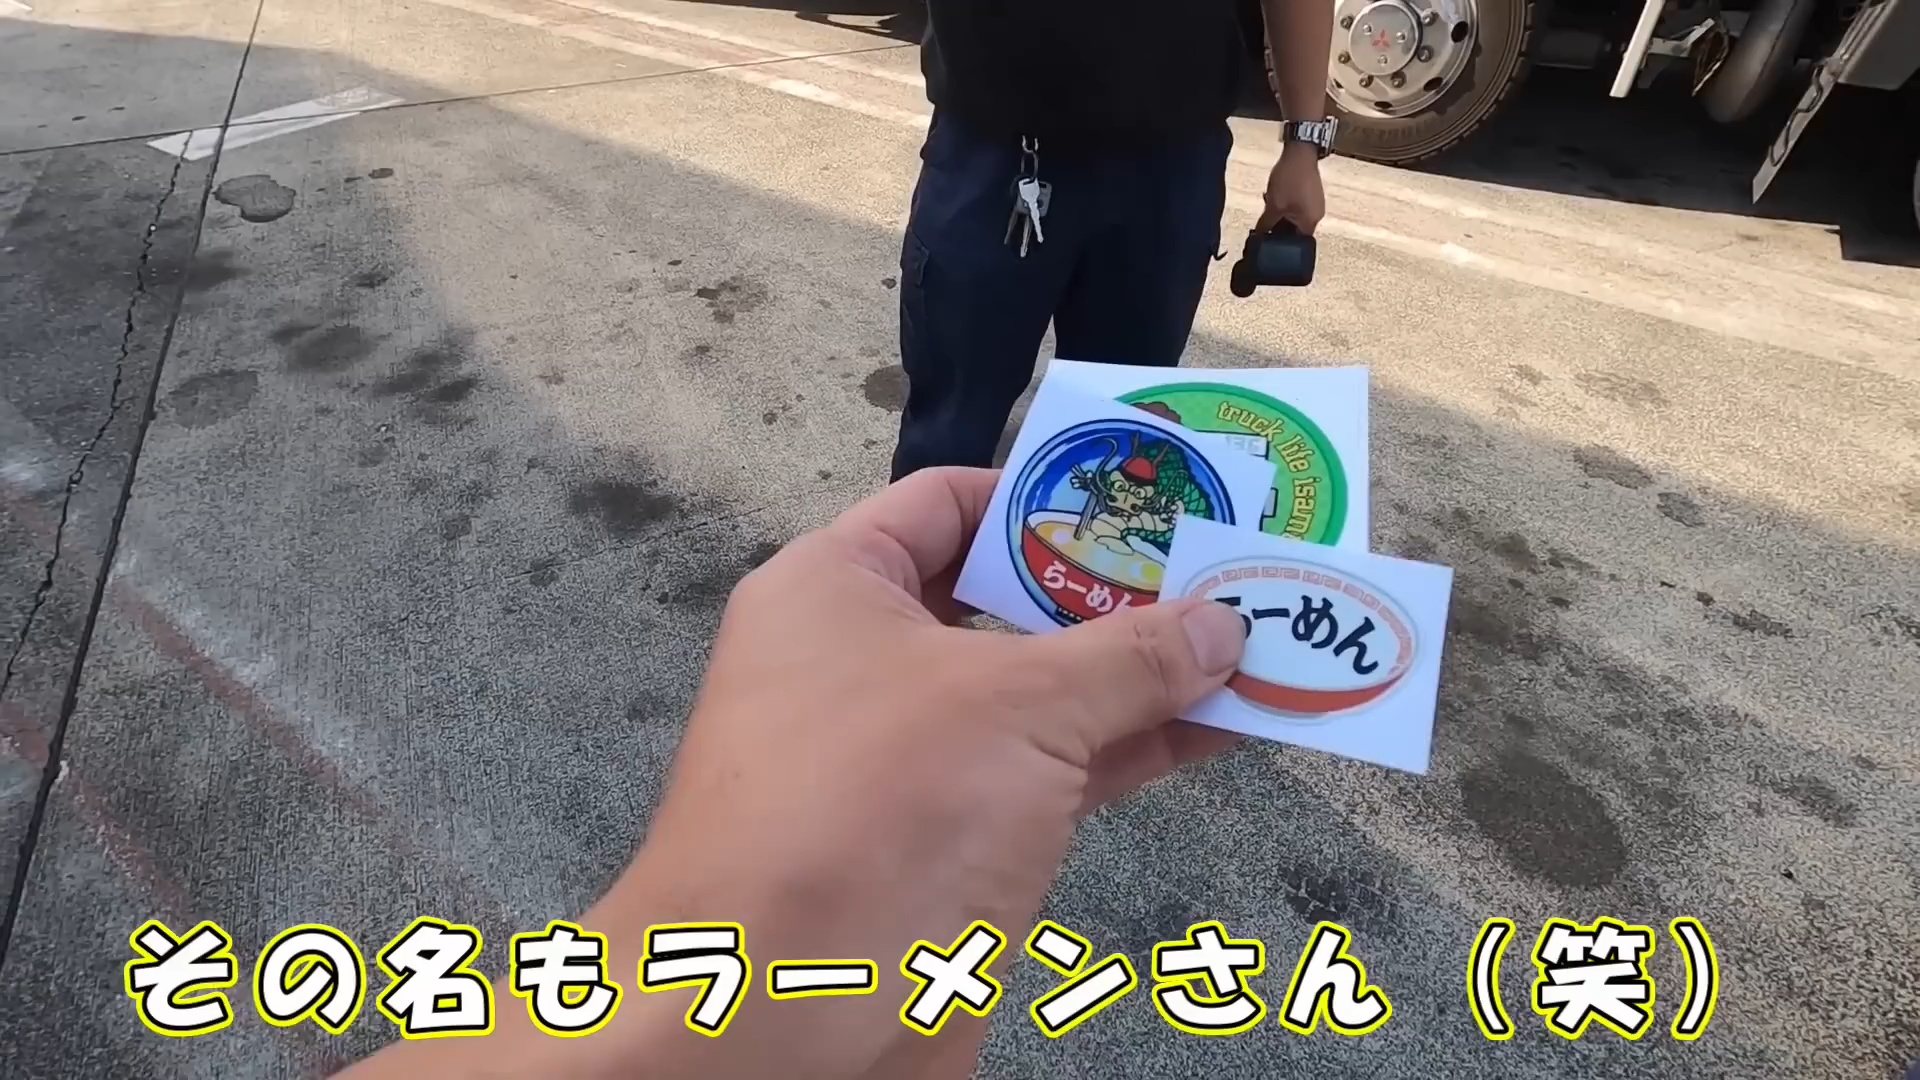 truck life isam
らーめん
らーめん
その名もラーメンさん（笑）